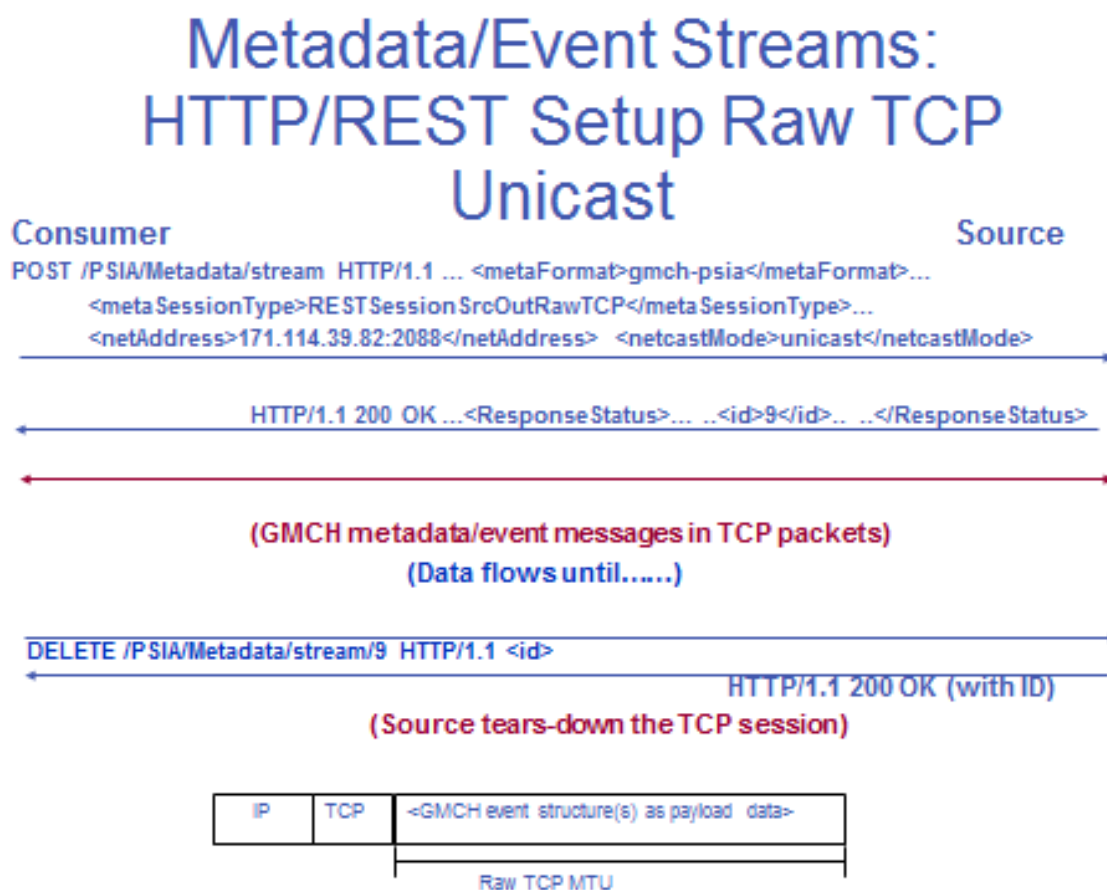 Metadata/Event Streams:
HTTP/REST Setup Raw TCP
Unicast
Consumer Source
POST /PSIA/Metadata/stream HTTP/1.1 ... <metaFormat>gmch-psia</metaFormat>...
<metaSessionType>RESTSessionSrcOutRawTCP</metaSessionType>...
<netAddress>171.114.39.82:2088</netAddress> <netcastMode>unicast</netcastMode>
HTTP/1.1 200 OK ...<ResponseStatus>... ..<id>9</id>.. ..</ResponseStatus>
(GMCH metadata/event messages in TCP packets)
(Data flows until......)
DELETE /PSIA/Metadata/stream/9 HTTP/1.1 <id>
HTTP/1.1 200 OK (with ID)
(Source tears-down the TCP session)
IP TCP <GMCH event structure(s) as payload data>
Raw TCP MTU